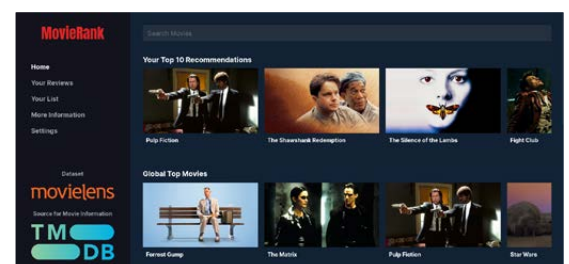 MovieRank
Home
Your Reviews
Your List
More Information
Settings
Dataset
movielens
Source for Movie Information
TM
DB
Search Movies
Your Top 10 Recommendations
Pulp Fiction
The Shawshank Redemption
The Silence of the Lambs
Fight Club
Global Top Movies
Forrest Gump
The Matrix
Pulp Fiction
Star Wars